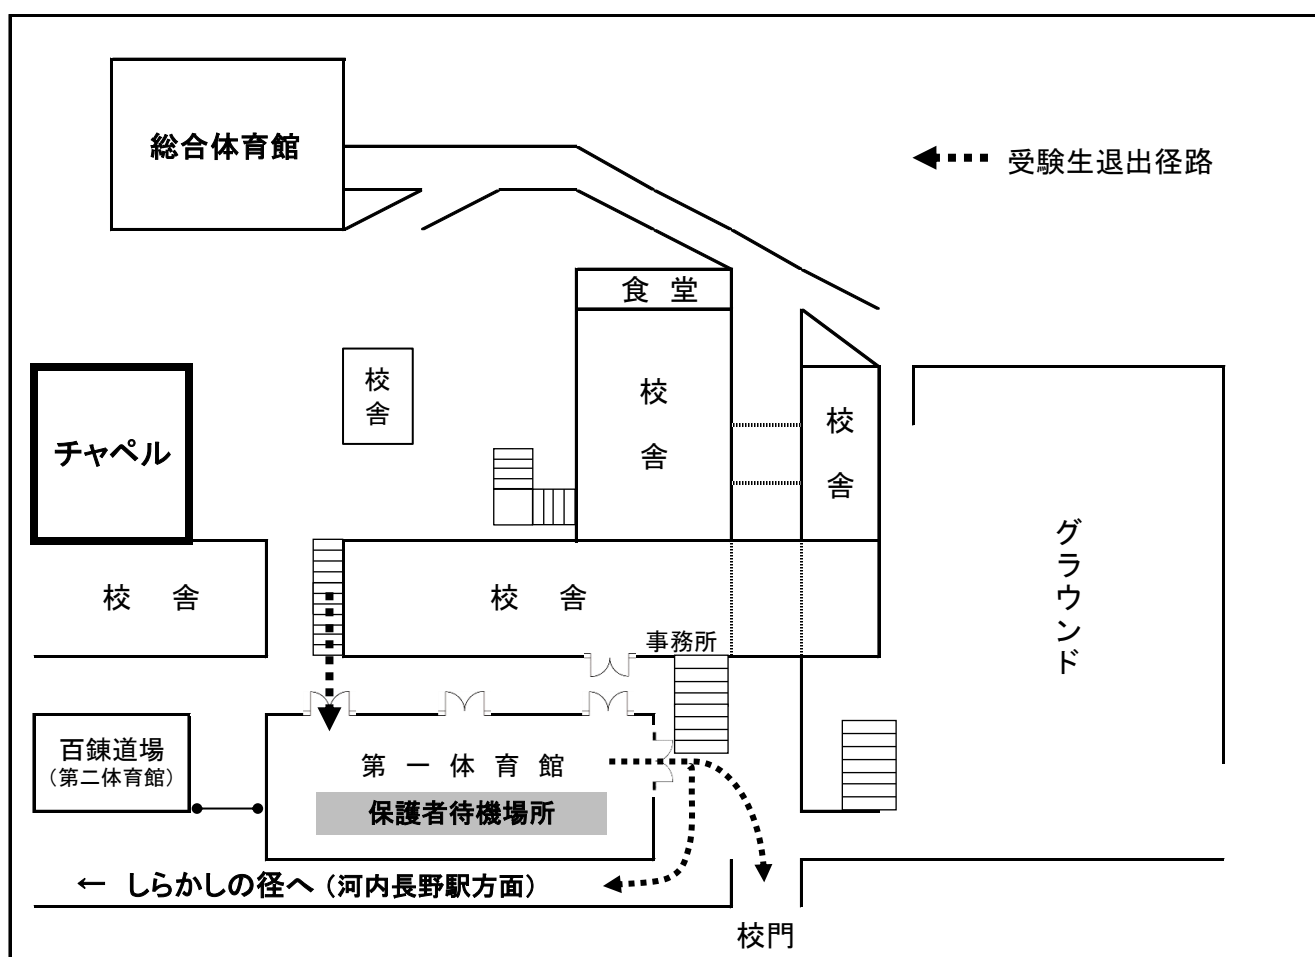 総合体育館
受験生退出径路
食 堂
校舎
校舎
校舎
チャペル
グラウンド
校 舎
校 舎
事務所
百錬道場
（第二体育館）
第 一 体 育 館
保護者待機場所
← しらかしの径へ（河内長野駅方面）
校門